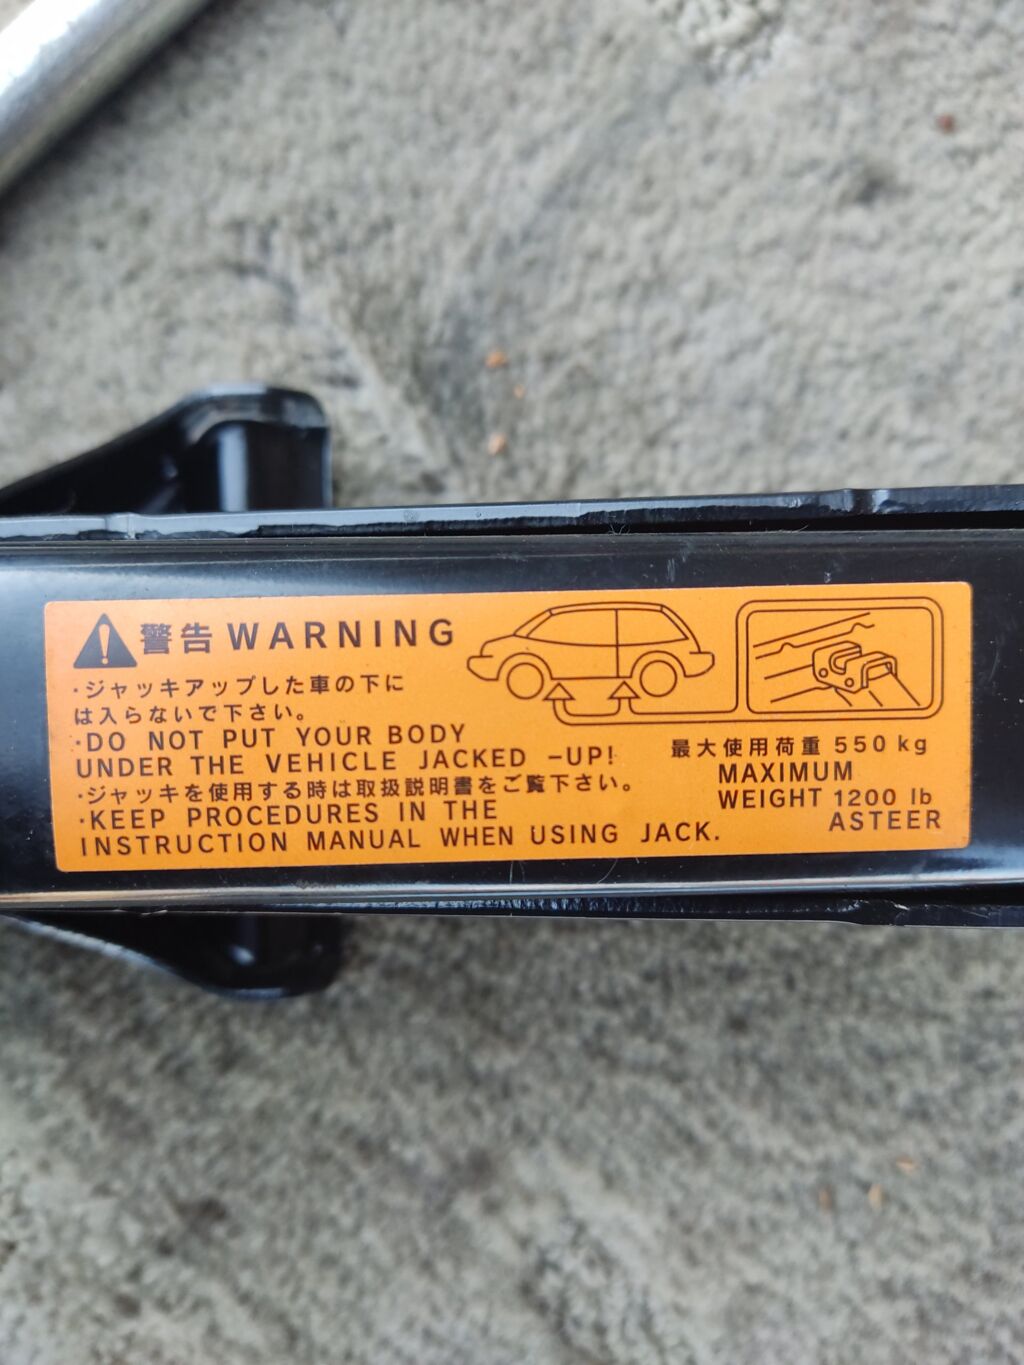 警告 WARNING
・ジャッキアップした車の下に
は入らないで下さい。
・DO NOT PUT YOUR BODY
UNDER THE VEHICLE JACKED -UP!
・ジャッキを使用する時は取扱説明書をご覧下さい。
・KEEP PROCEDURES IN THE
INSTRUCTION MANUAL WHEN USING JACK.
最大使用荷重 550 kg
MAXIMUM
WEIGHT 1200 lb
ASTEER